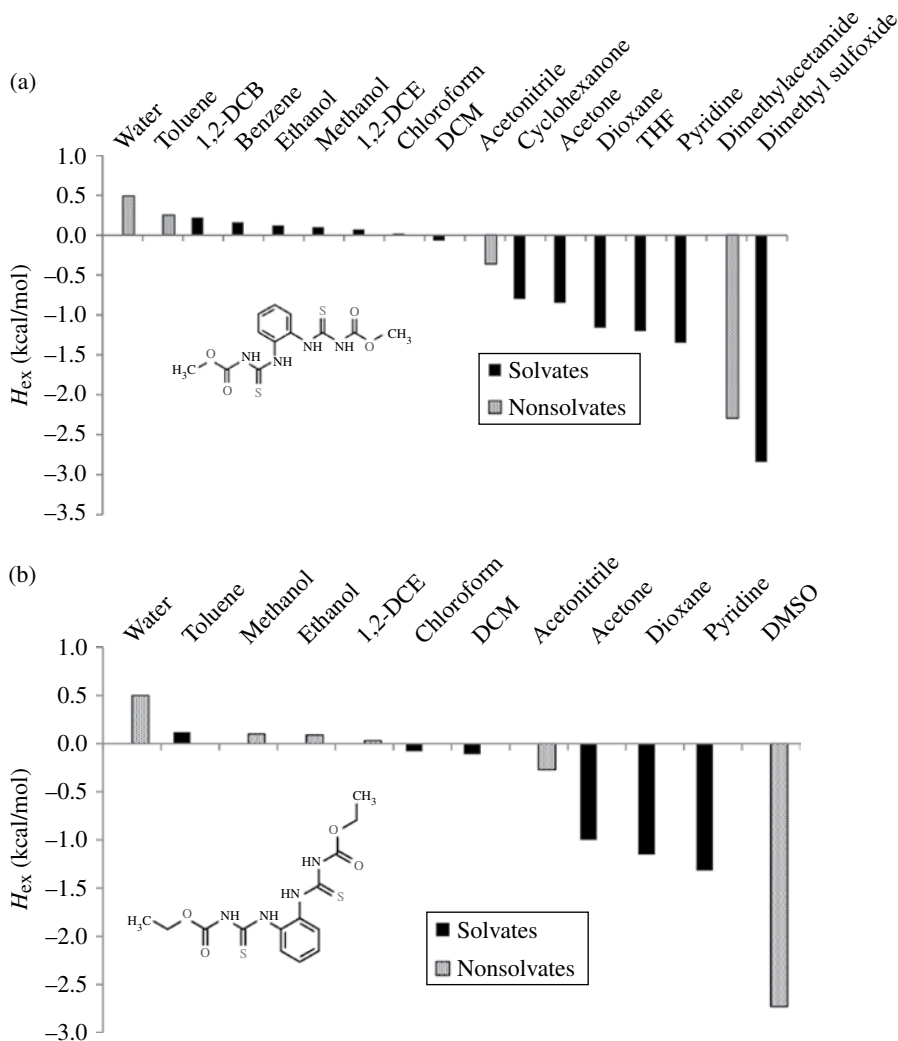 (a)
Water
Toluene
1,2-DCB
Benzene
Ethanol
Methanol
1,2-DCE
Chloroform
DCM
Acetonitrile
Cyclohexanone
Acetone
Dioxane
THF
Pyridine
Dimethylacetamide
Dimethyl sulfoxide
1.0
0.5
0.0
–0.5
–1.0
–1.5
–2.0
–2.5
–3.0
–3.5
Hex (kcal/mol)
S
O
NH
NH
O
CH3
H3C
O
NH
NH
O
S
Solvates
Nonsolvates
(b)
Water
Toluene
Methanol
Ethanol
1,2-DCE
Chloroform
DCM
Acetonitrile
Acetone
Dioxane
Pyridine
DMSO
1.0
0.5
0.0
–0.5
–1.0
–1.5
–2.0
–2.5
–3.0
Hex (kcal/mol)
CH3
O
HN
O
HN
S
H3C
O
NH
NH
O
S
Solvates
Nonsolvates